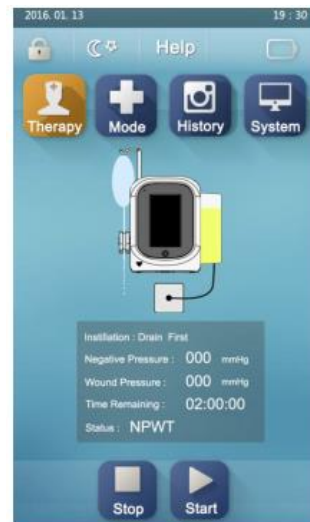 2016. 01. 13 19 : 30
Help
Therapy Mode History System
Instillation : Drain First
Negative Pressure : 000 mmHg
Wound Pressure : 000 mmHg
Time Remaining : 02:00:00
Status : NPWT
Stop Start